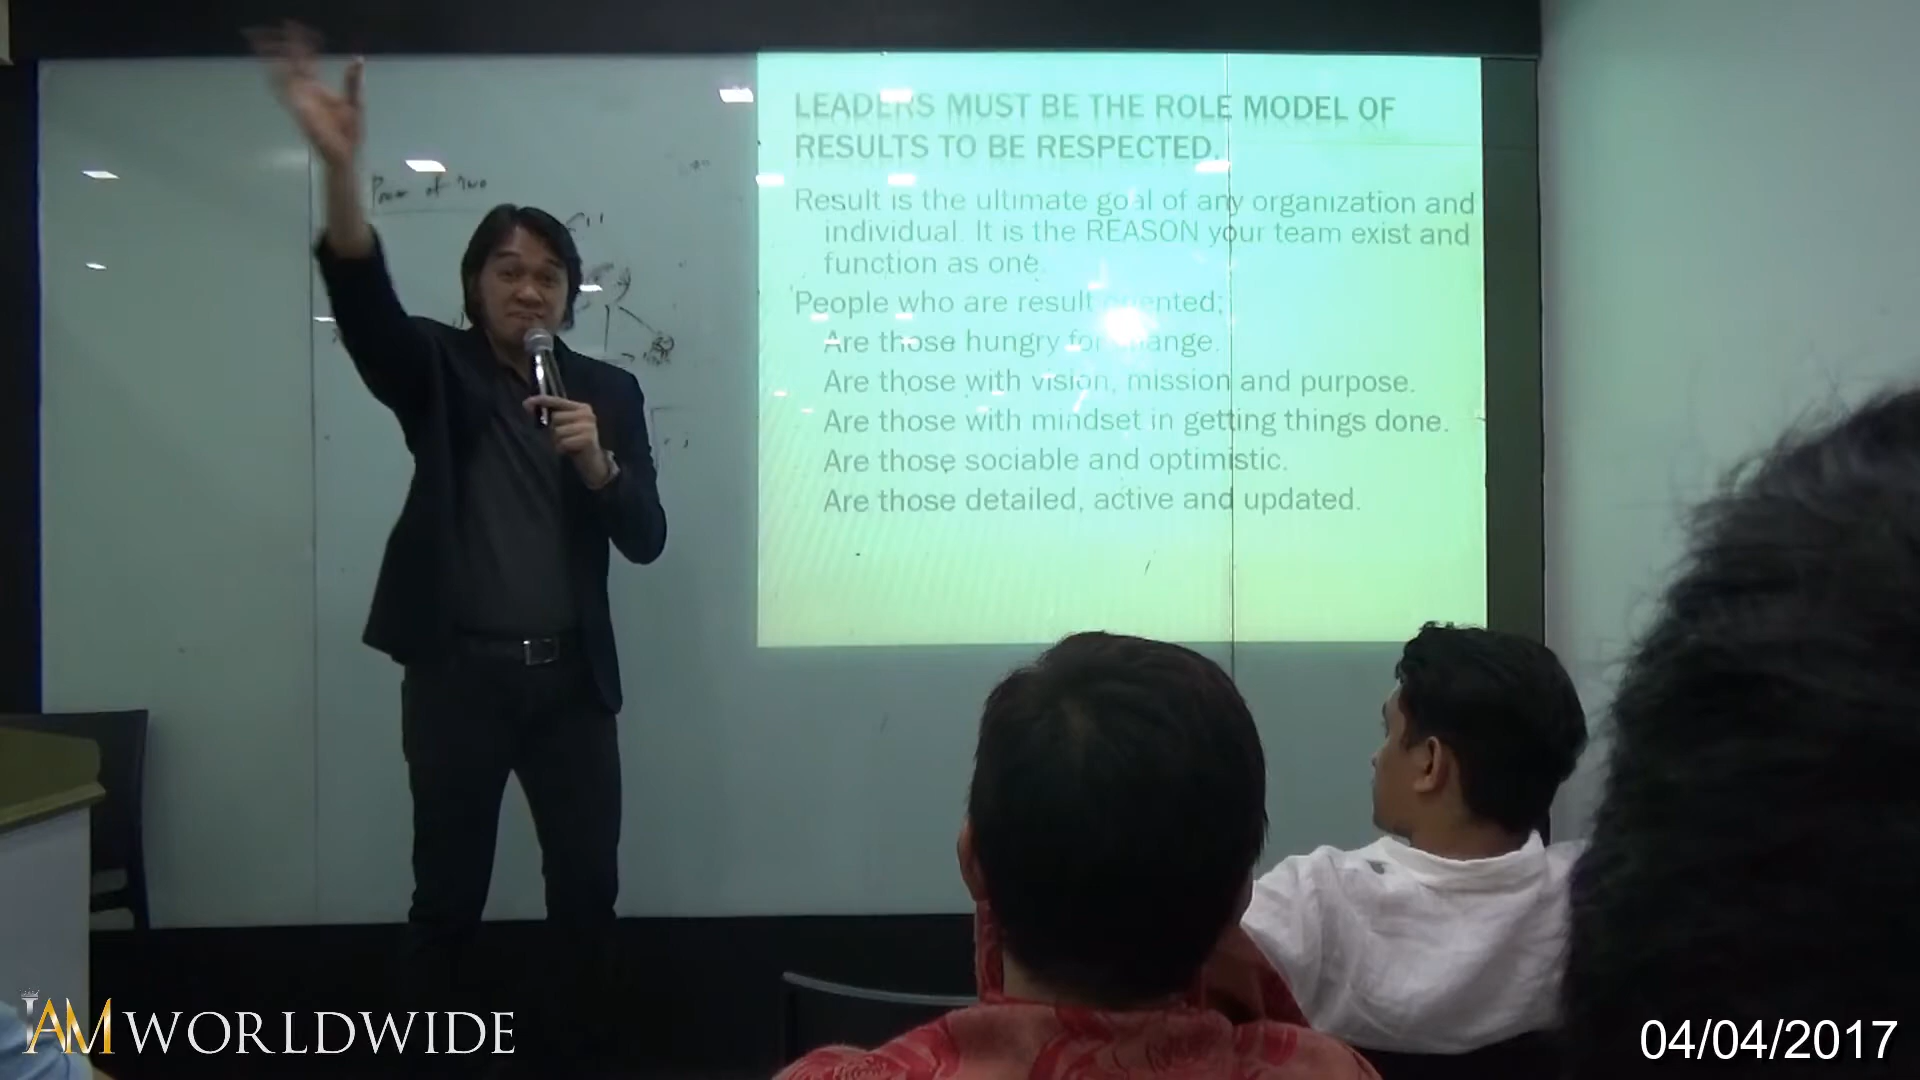 Power of Two
LEADERS MUST BE THE ROLE MODEL OF
RESULTS TO BE RESPECTED.
Result is the ultimate goal of any organization and
individual. It is the REASON your team exist and
function as one.
People who are result oriented;
Are those hungry for change.
Are those with vision, mission and purpose.
Are those with mindset in getting things done.
Are those sociable and optimistic.
Are those detailed, active and updated.
IAM WORLDWIDE
04/04/2017